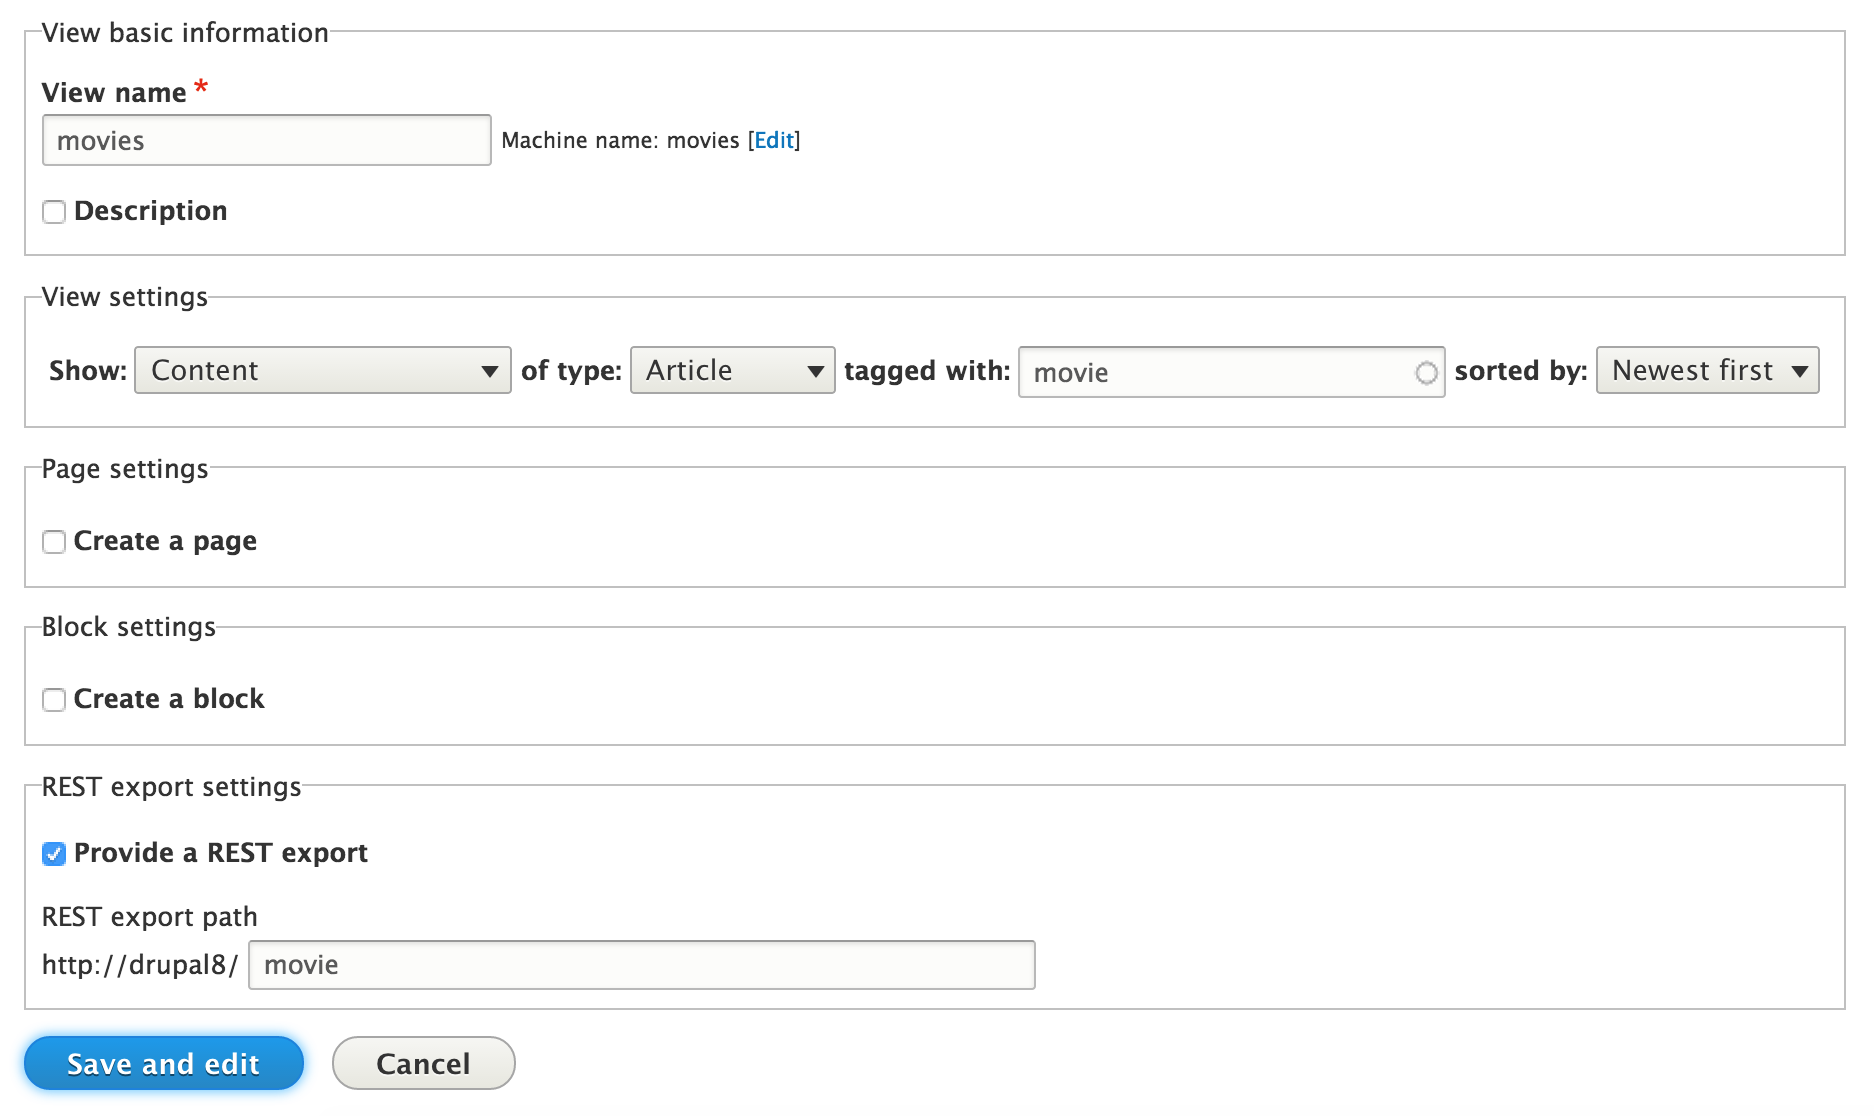 View basic information
View name *
movies Machine name: movies [Edit]
Description
View settings
Show: Content of type: Article tagged with: movie sorted by: Newest first
Page settings
Create a page
Block settings
Create a block
REST export settings
Provide a REST export
REST export path
http://drupal8/ movie
Save and edit Cancel